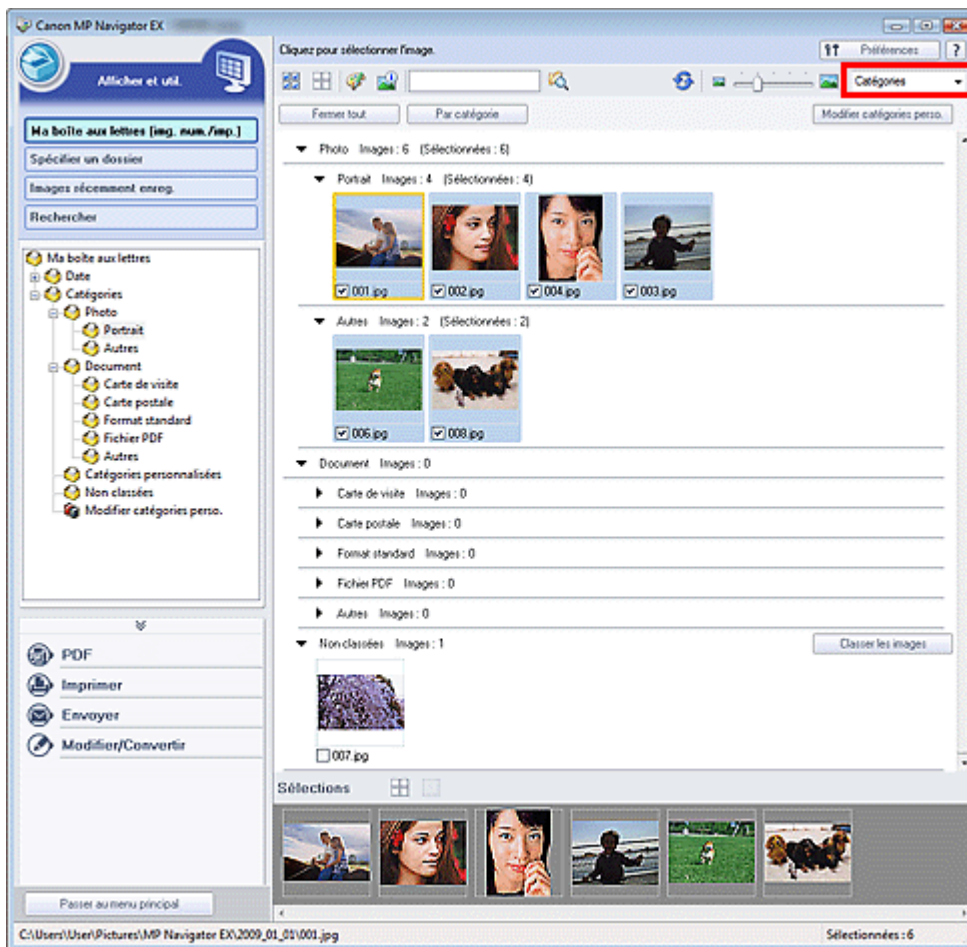 Canon MP Navigator EX
Afficher et util.
Ma boîte aux lettres [img. num./imp.]
Spécifier un dossier
Images récemment enreg.
Rechercher
Ma boîte aux lettres
Date
Catégories
Photo
Portrait
Autres
Document
Carte de visite
Carte postale
Format standard
Fichier PDF
Autres
Catégories personnalisées
Non classées
Modifier catégories perso.
PDF
Imprimer
Envoyer
Modifier/Convertir
Passer au menu principal
Cliquez pour sélectionner l'image.
Préférences ?
Catégories
Fermer tout Par catégorie Modifier catégories perso.
Photo Images : 6 (Sélectionnées : 6)
Portrait Images : 4 (Sélectionnées : 4)
001.jpg 002.jpg 004.jpg 003.jpg
Autres Images : 2 (Sélectionnées : 2)
006.jpg 008.jpg
Document Images : 0
Carte de visite Images : 0
Carte postale Images : 0
Format standard Images : 0
Fichier PDF Images : 0
Autres Images : 0
Non classées Images : 1 Classer les images
007.jpg
Sélections
C:\Users\User\Pictures\MP Navigator EX\2009_01_01\001.jpg Sélectionnées : 6